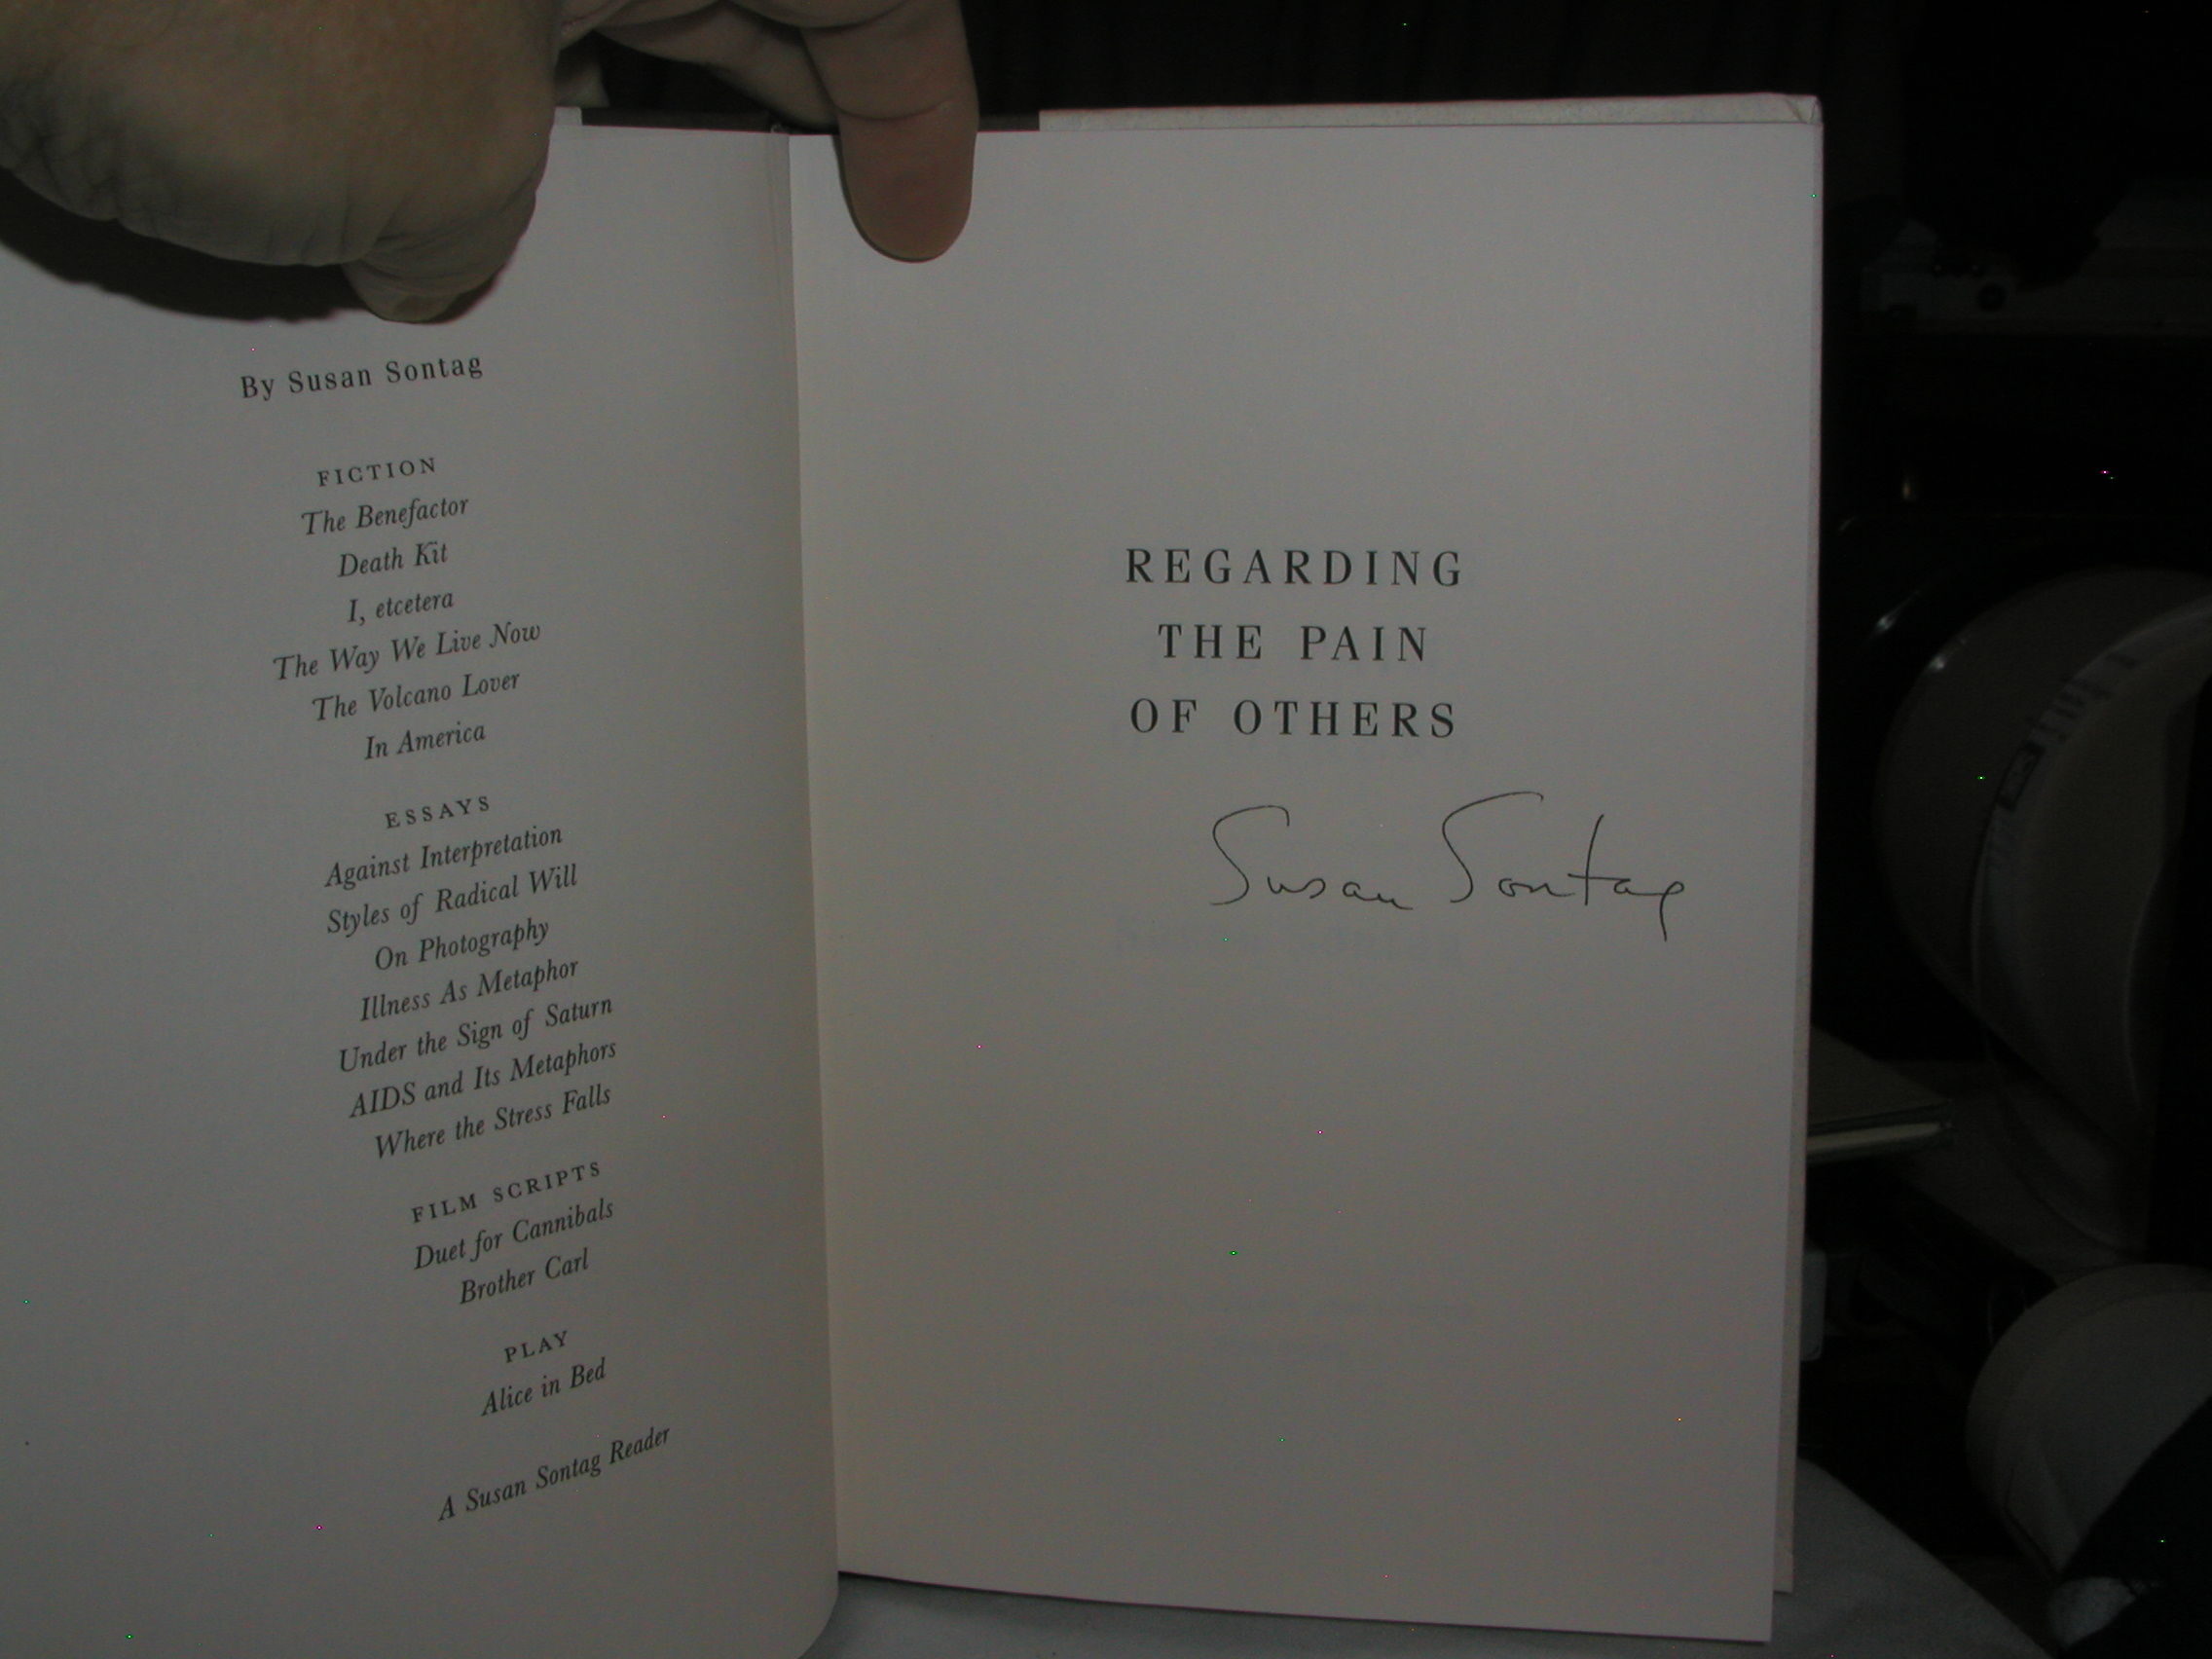 By Susan Sontag
FICTION
The Benefactor
Death Kit
I, etcetera
The Way We Live Now
The Volcano Lover
In America
ESSAYS
Against Interpretation
Styles of Radical Will
On Photography
Illness As Metaphor
Under the Sign of Saturn
AIDS and Its Metaphors
Where the Stress Falls
FILM SCRIPTS
Duet for Cannibals
Brother Carl
PLAY
Alice in Bed
A Susan Sontag Reader
REGARDING
THE PAIN
OF OTHERS
Susan Sontag